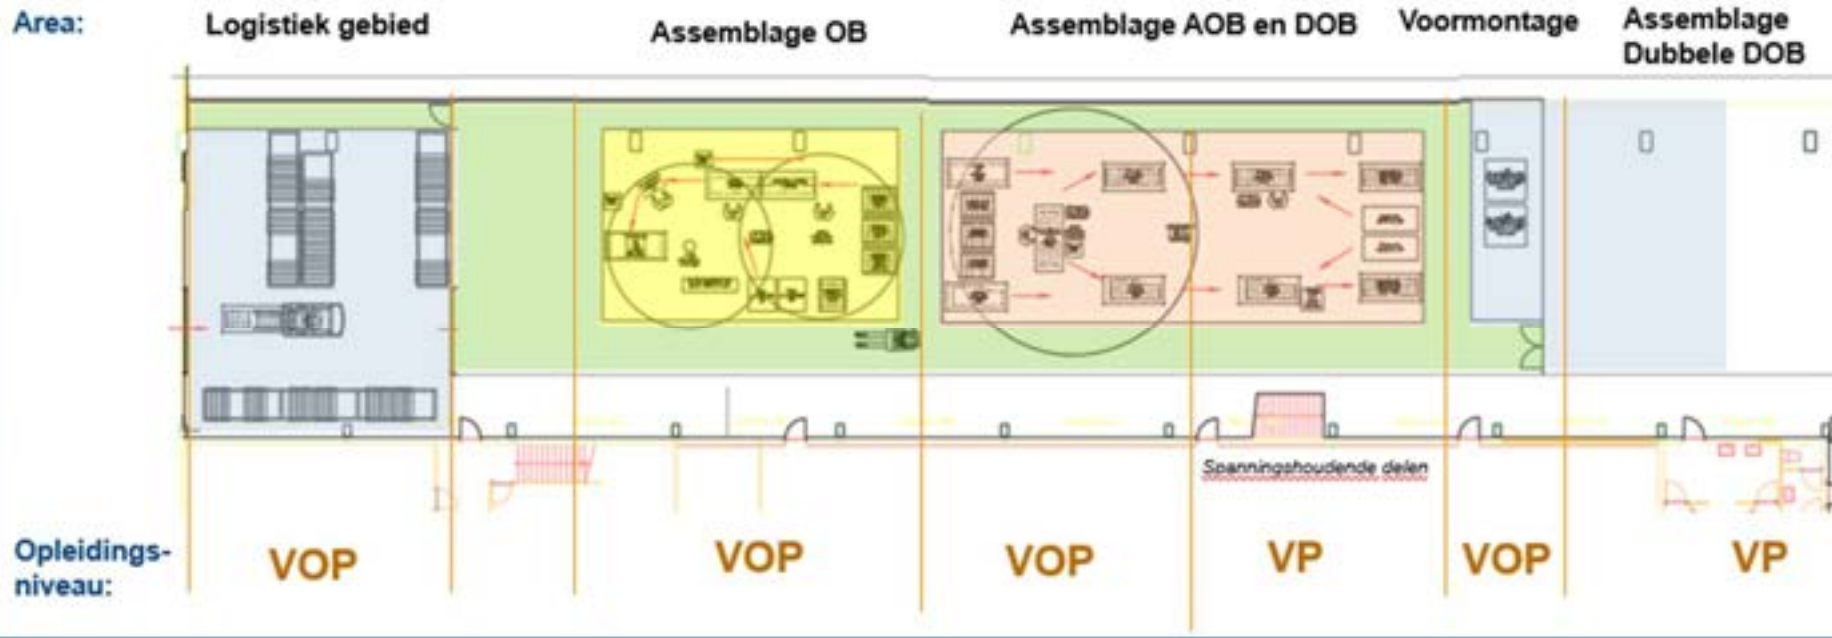 Area:
Logistiek gebied
Assemblage OB
Assemblage AOB en DOB
Voormontage
Assemblage
Dubbele DOB
Spanningshoudende delen
Opleidings-
niveau:
VOP
VOP
VOP
VP
VOP
VP